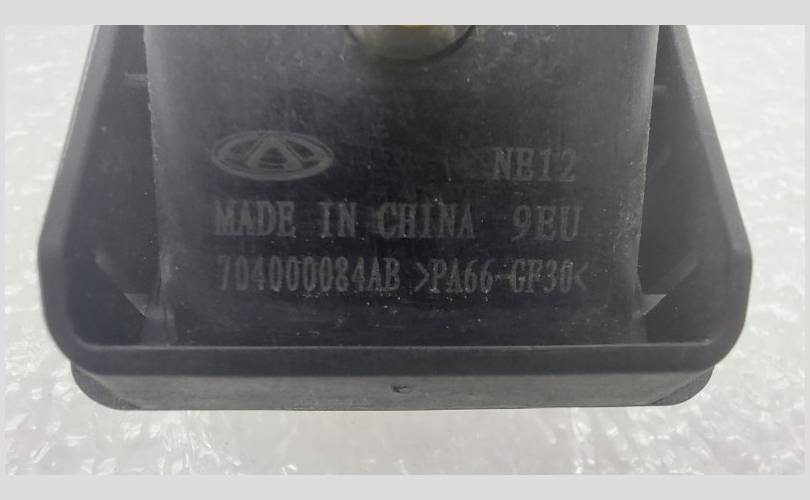 NE12
MADE IN CHINA 9EU
704000084AB >PA66-GF30<